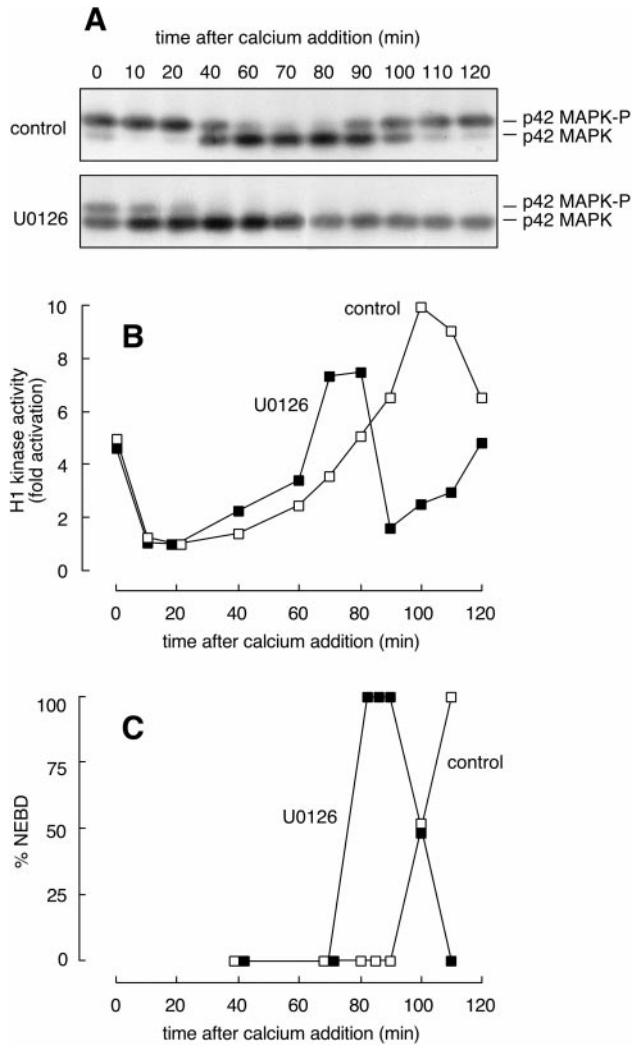 A
time after calcium addition (min)
0 10 20 40 60 70 80 90 100 110 120
control
p42 MAPK-P
p42 MAPK
U0126
p42 MAPK-P
p42 MAPK
B
H1 kinase activity
(fold activation)
10
8
6
4
2
0
control
U0126
0 20 40 60 80 100 120
time after calcium addition (min)
C
% NEBD
100
75
50
25
0
U0126
control
0 20 40 60 80 100 120
time after calcium addition (min)